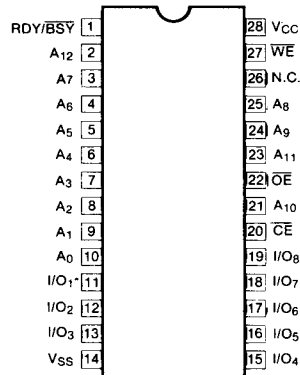 RDY/BSY 1 28 VCC
A12 2 27 WE
A7 3 26 N.C.
A6 4 25 A8
A5 5 24 A9
A4 6 23 A11
A3 7 22 OE
A2 8 21 A10
A1 9 20 CE
A0 10 19 I/O8
I/O1 11 18 I/O7
I/O2 12 17 I/O6
I/O3 13 16 I/O5
VSS 14 15 I/O4